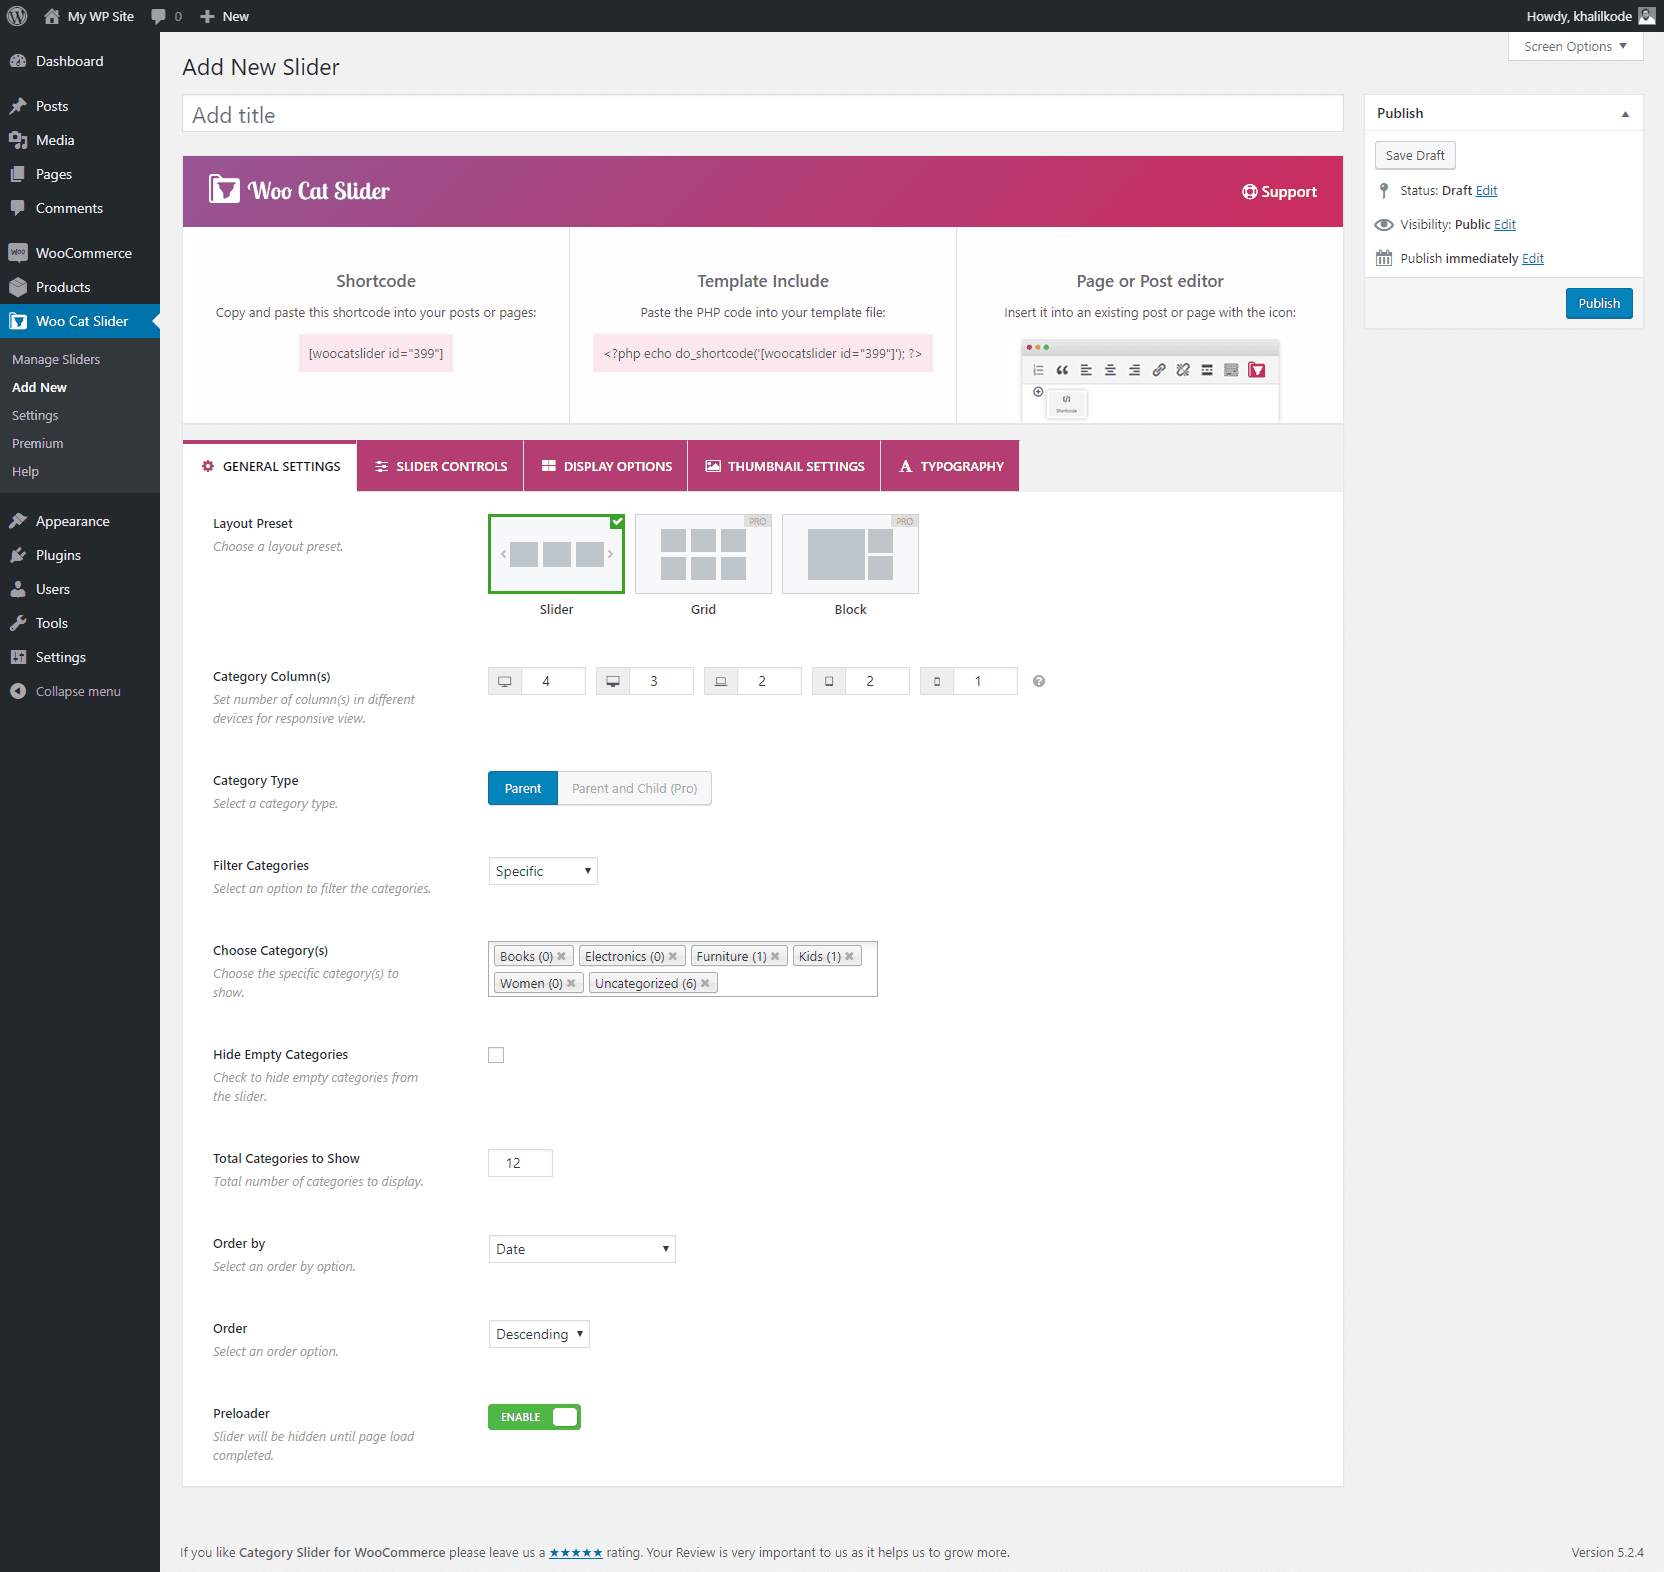 My WP Site
0
New
Howdy, khalilkode
Screen Options
Dashboard
Posts
Media
Pages
Comments
WooCommerce
Products
Woo Cat Slider
Manage Sliders
Add New
Settings
Premium
Help
Appearance
Plugins
Users
Tools
Settings
Collapse menu
Add New Slider
Add title
Woo Cat Slider
Support
Shortcode
Copy and paste this shortcode into your posts or pages:
[woocatslider id="399"]
Template Include
Paste the PHP code into your template file:
<?php echo do_shortcode('[woocatslider id="399"]'); ?>
Page or Post editor
Insert it into an existing post or page with the icon:
Shortcode
GENERAL SETTINGS
SLIDER CONTROLS
DISPLAY OPTIONS
THUMBNAIL SETTINGS
TYPOGRAPHY
Layout Preset
Choose a layout preset.
PRO
PRO
Slider
Grid
Block
Category Column(s)
Set number of column(s) in different
devices for responsive view.
4
3
2
2
1
Category Type
Select a category type.
Parent
Parent and Child (Pro)
Filter Categories
Select an option to filter the categories.
Specific
Choose Category(s)
Choose the specific category(s) to
show.
Books (0)
Electronics (0)
Furniture (1)
Kids (1)
Women (0)
Uncategorized (6)
Hide Empty Categories
Check to hide empty categories from
the slider.
Total Categories to Show
Total number of categories to display.
12
Order by
Select an order by option.
Date
Order
Select an order option.
Descending
Preloader
Slider will be hidden until page load
completed.
ENABLE
Publish
Save Draft
Status: Draft Edit
Visibility: Public Edit
Publish immediately Edit
Publish
If you like Category Slider for WooCommerce please leave us a ★★★★★ rating. Your Review is very important to us as it helps us to grow more.
Version 5.2.4